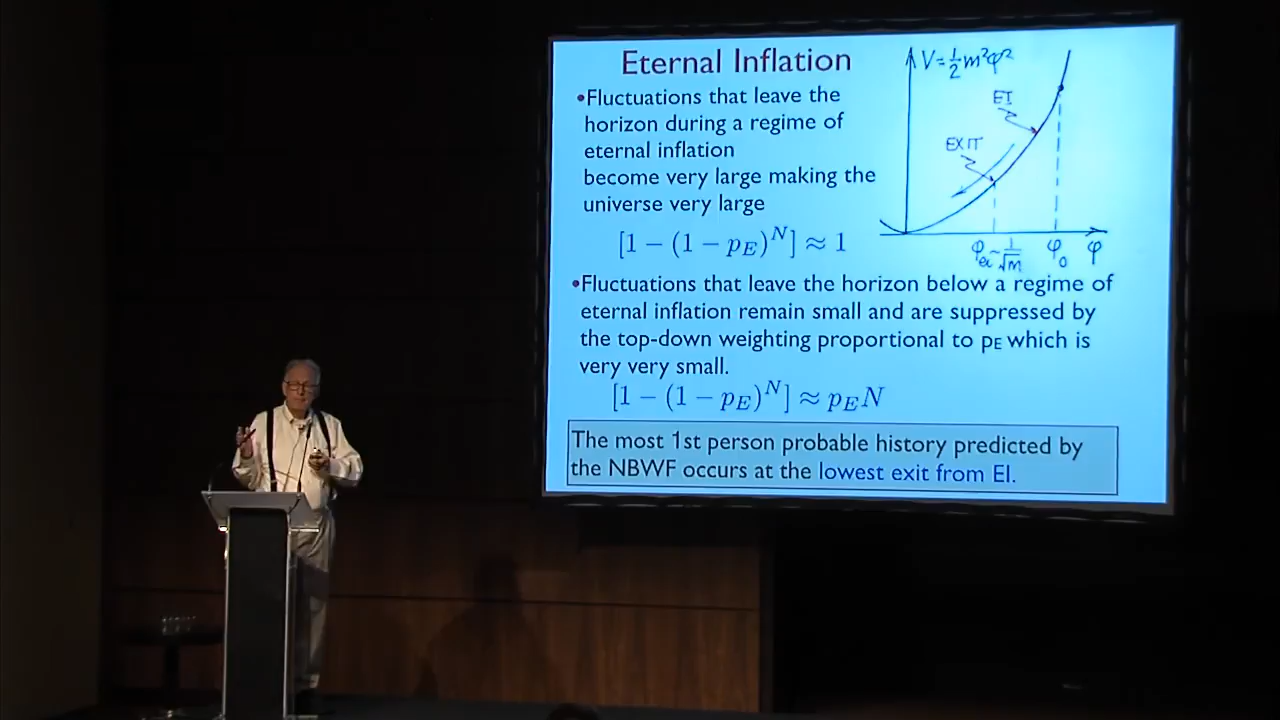 Eternal Inflation
•Fluctuations that leave the
horizon during a regime of
eternal inflation
become very large making the
universe very large
[1 − (1 − p_E)^N] ≈ 1
V = ½ m²φ²
EI
EXIT
φ_ei ~ 1/√m φ₀ φ
•Fluctuations that leave the horizon below a regime of
eternal inflation remain small and are suppressed by
the top-down weighting proportional to p_E which is
very very small.
[1 − (1 − p_E)^N] ≈ p_E N
The most 1st person probable history predicted by
the NBWF occurs at the lowest exit from EI.